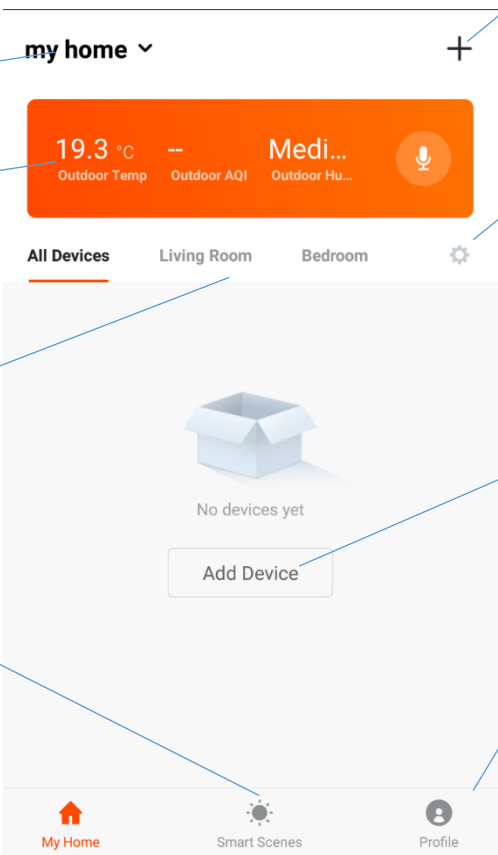 my home
19.3 °C -- Medi...
Outdoor Temp Outdoor AQI Outdoor Hu...
All Devices Living Room Bedroom
No devices yet
Add Device
My Home Smart Scenes Profile